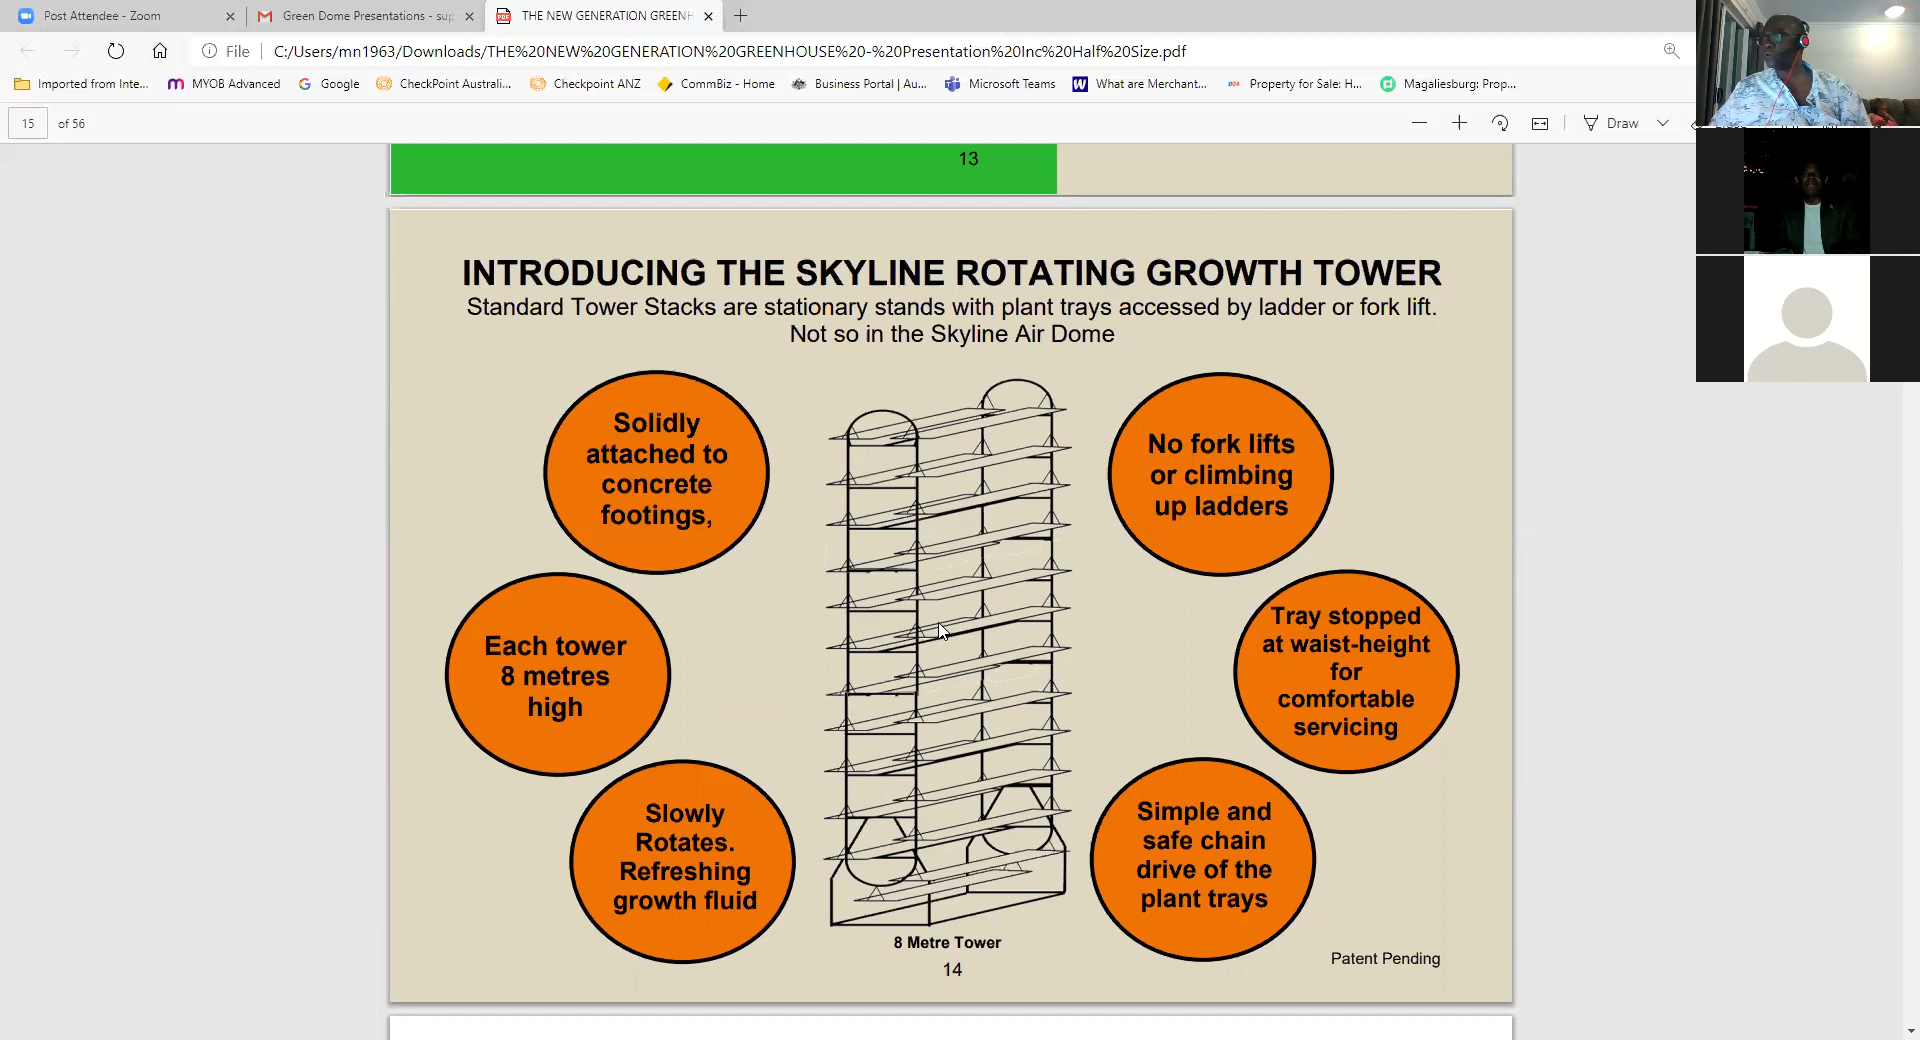 Post Attendee - Zoom
Green Dome Presentations - sup
THE NEW GENERATION GREENH
File
C:/Users/mn1963/Downloads/THE%20NEW%20GENERATION%20GREENHOUSE%20-%20Presentation%20Inc%20Half%20Size.pdf
Imported from Inte...
MYOB Advanced
Google
CheckPoint Australi...
Checkpoint ANZ
CommBiz - Home
Business Portal | Au...
Microsoft Teams
What are Merchant...
Property for Sale: H...
Magaliesburg: Prop...
15 of 56
Draw
13
INTRODUCING THE SKYLINE ROTATING GROWTH TOWER
Standard Tower Stacks are stationary stands with plant trays accessed by ladder or fork lift.
Not so in the Skyline Air Dome
Solidly
attached to
concrete
footings,
No fork lifts
or climbing
up ladders
Each tower
8 metres
high
Tray stopped
at waist-height
for
comfortable
servicing
Slowly
Rotates.
Refreshing
growth fluid
Simple and
safe chain
drive of the
plant trays
8 Metre Tower
14
Patent Pending